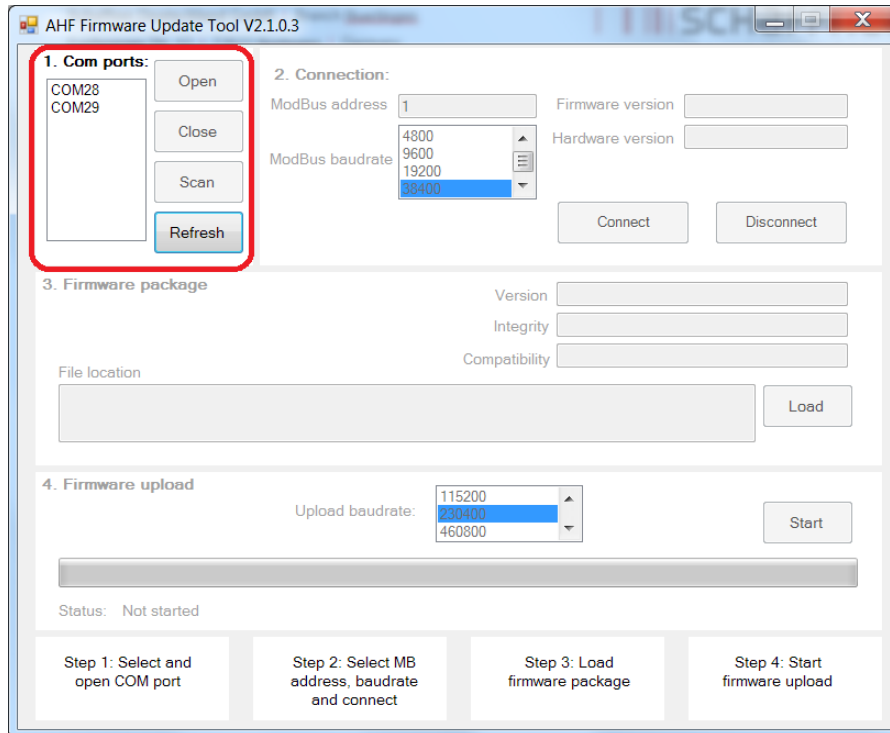 AHF Firmware Update Tool V2.1.0.3
SCH
1. Com ports:
COM28
COM29
Open
Close
Scan
Refresh
2. Connection:
ModBus address
1
ModBus baudrate
4800
9600
19200
38400
Firmware version
Hardware version
Connect
Disconnect
3. Firmware package
Version
Integrity
Compatibility
File location
Load
4. Firmware upload
Upload baudrate:
115200
230400
460800
Start
Status: Not started
Step 1: Select and
open COM port
Step 2: Select MB
address, baudrate
and connect
Step 3: Load
firmware package
Step 4: Start
firmware upload